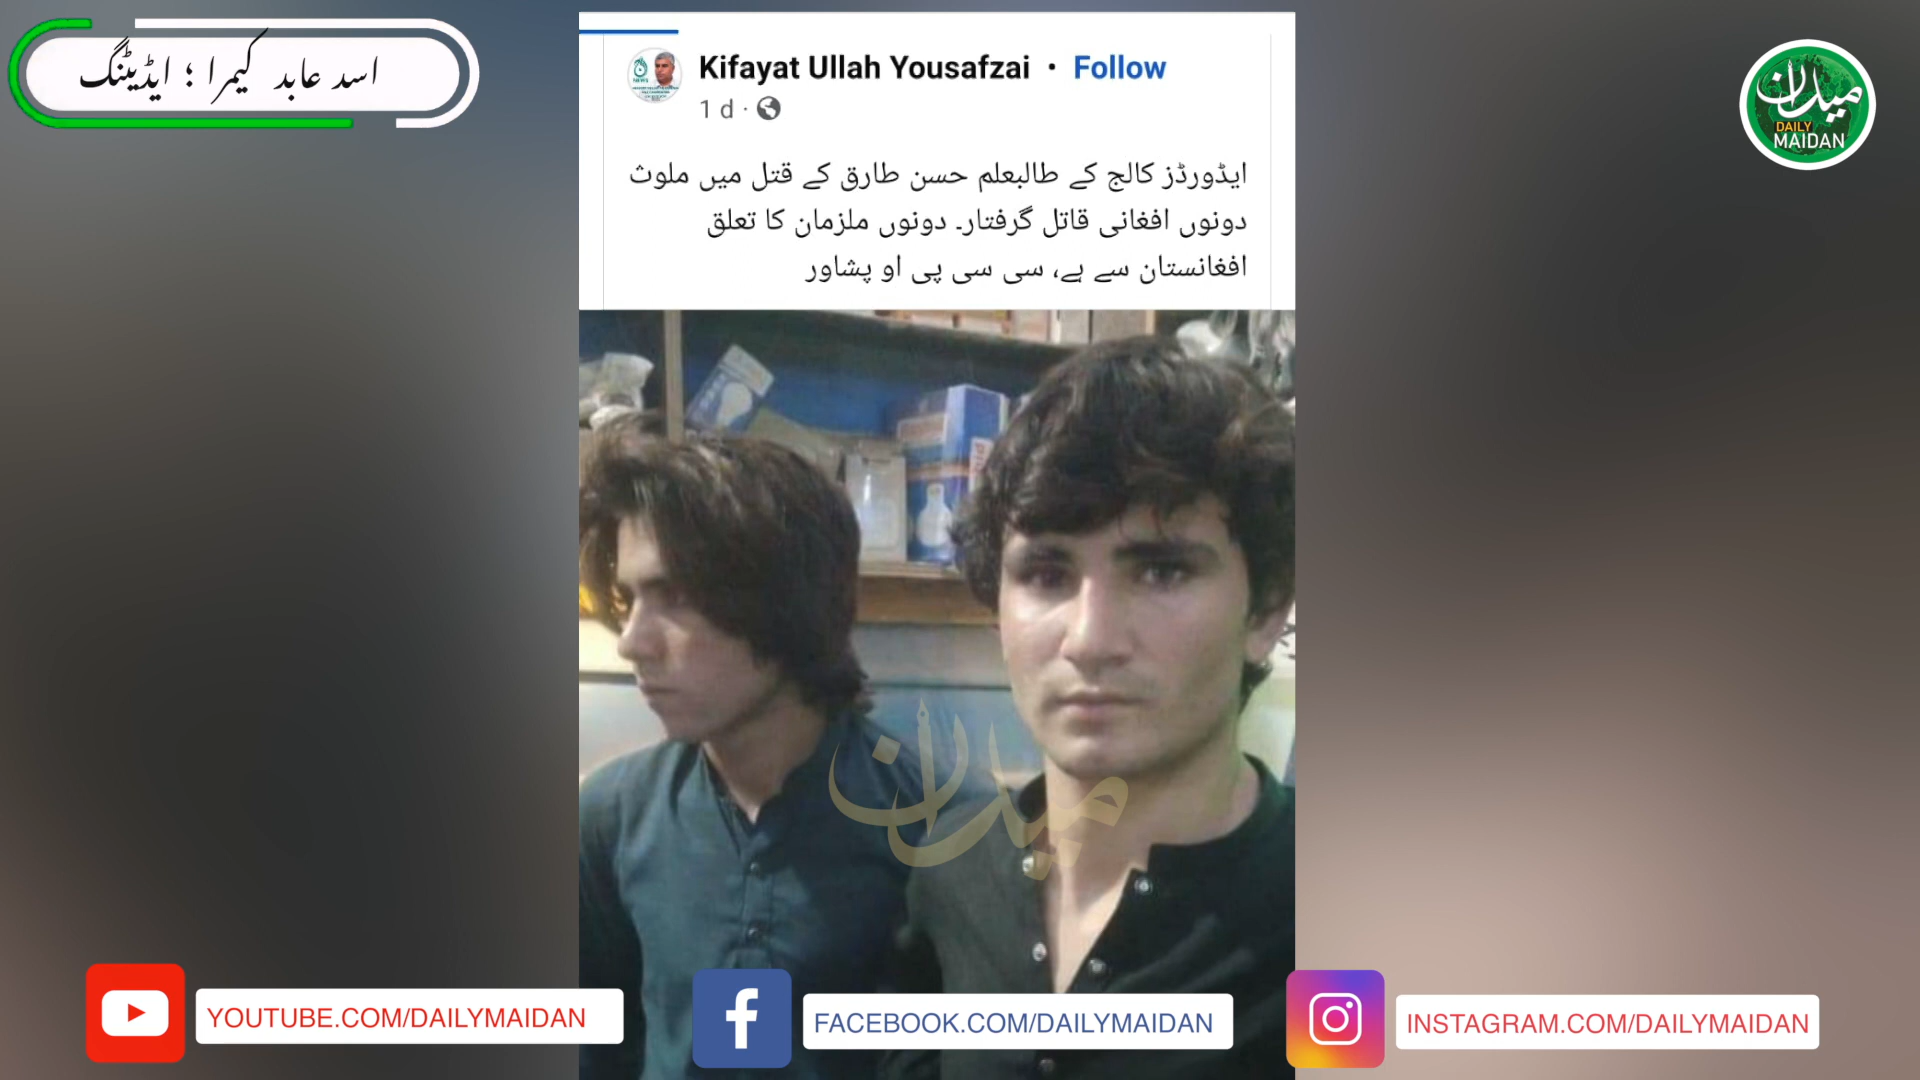 اسد عابد کیمرا ؛ ایڈیٹنگ
Kifayat Ullah Yousafzai · Follow
1 d ·
ایڈورڈز کالج کے طالبعلم حسن طارق کے قتل میں ملوث
دونوں افغانی قاتل گرفتار۔ دونوں ملزمان کا تعلق
افغانستان سے ہے، سی سی پی او پشاور
میدان
DAILY
MAIDAN
میدان
YOUTUBE.COM/DAILYMAIDAN
FACEBOOK.COM/DAILYMAIDAN
INSTAGRAM.COM/DAILYMAIDAN